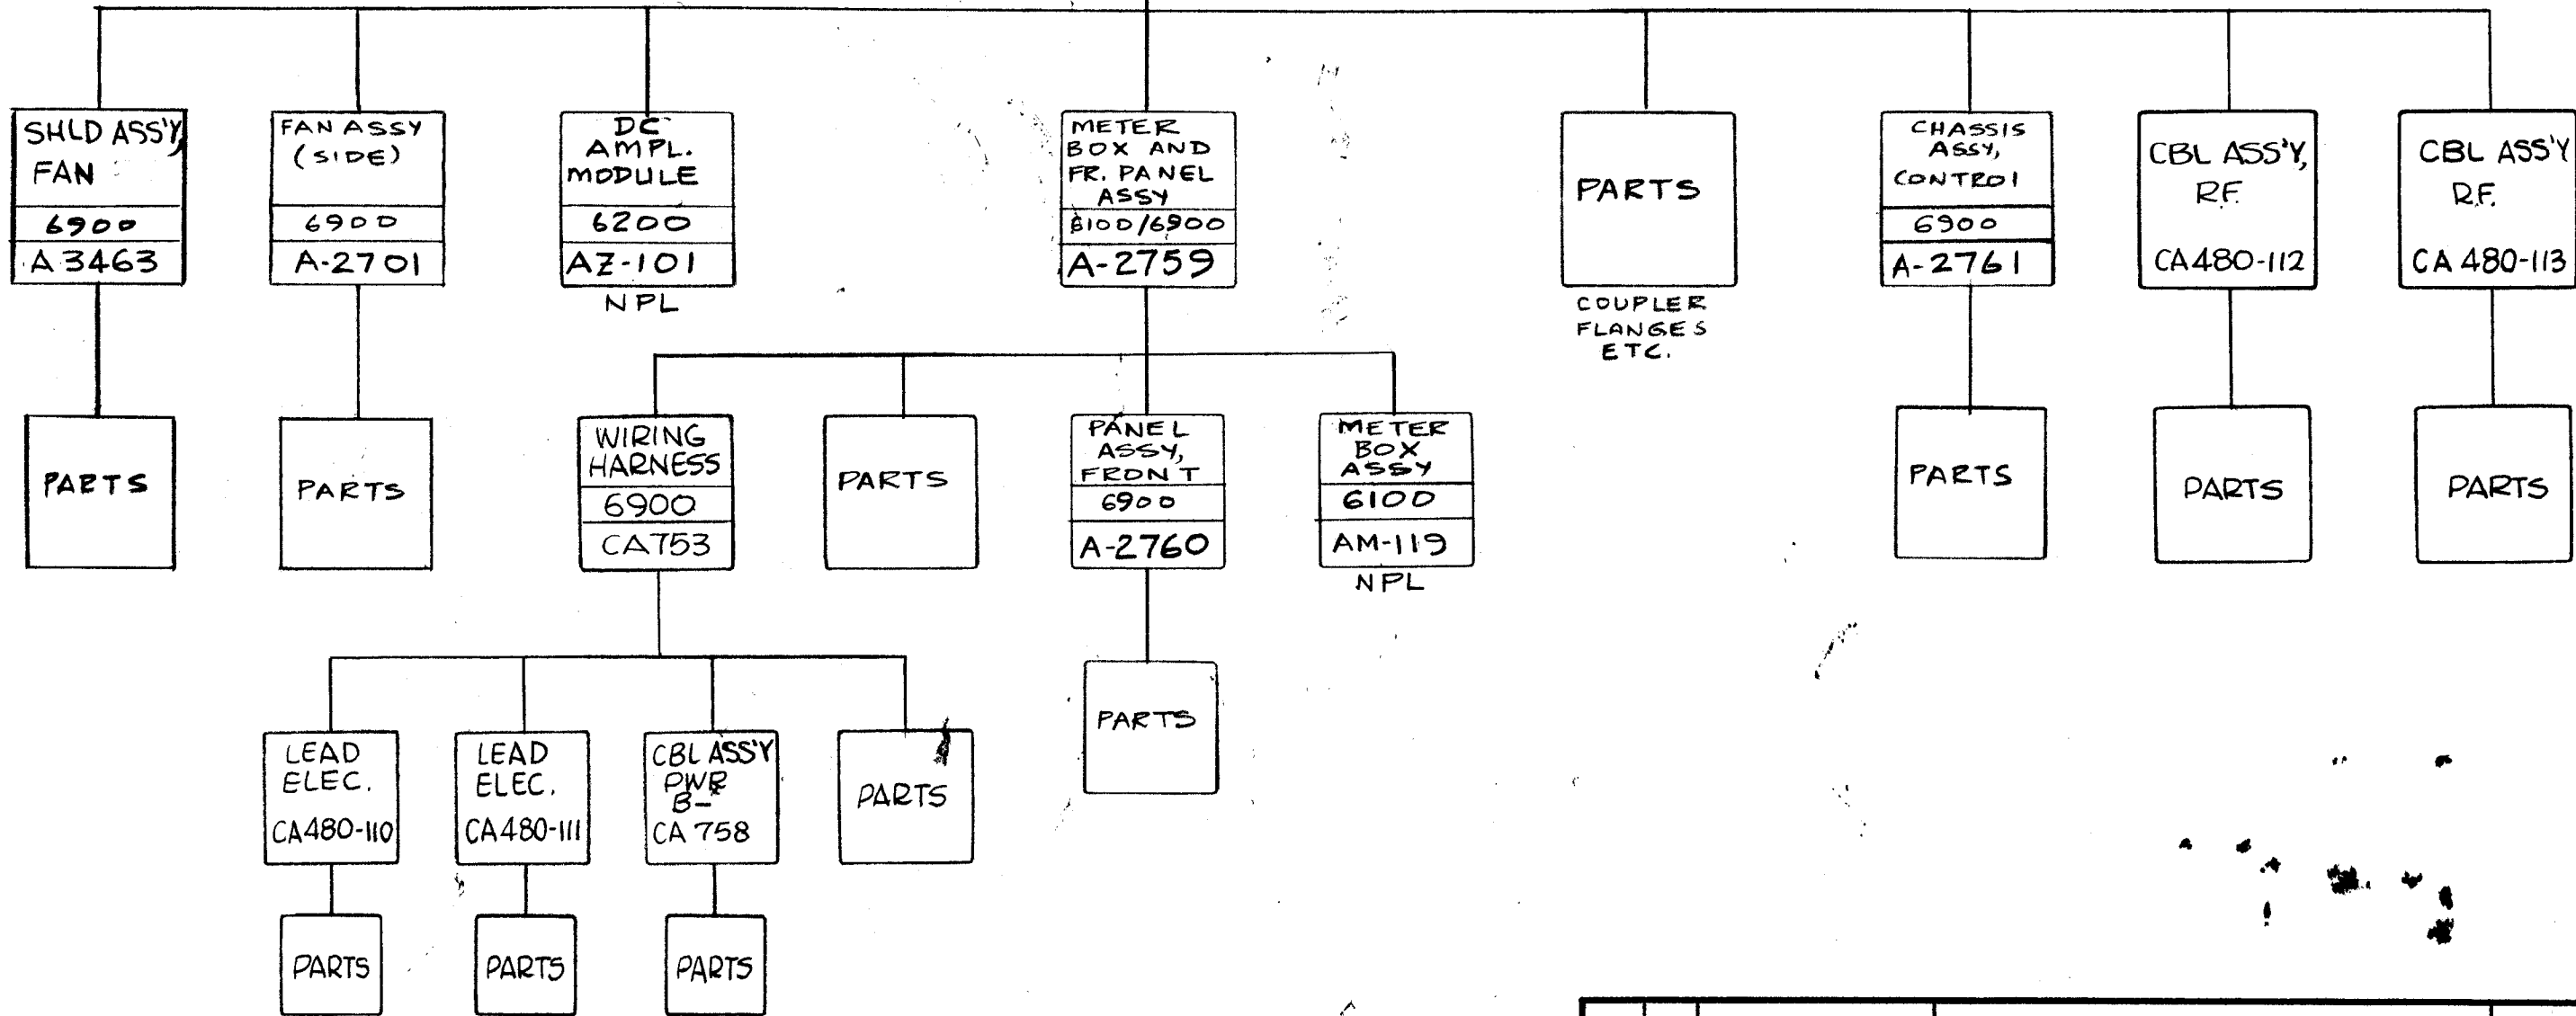 SHLD ASS'Y,
FAN
6900
A 3463
FAN ASSY
(SIDE)
6900
A-2701
DC
AMPL.
MODULE
6200
AZ-101
NPL
METER
BOX AND
FR. PANEL
ASSY
6100/6900
A-2759
PARTS
COUPLER
FLANGES
ETC.
CHASSIS
ASSY,
CONTROL
6900
A-2761
CBL ASS'Y,
R.F.
CA480-112
CBL ASS'Y
R.F.
CA 480-113
PARTS
PARTS
WIRING
HARNESS
6900
CA753
PARTS
PANEL
ASSY,
FRONT
6900
A-2760
METER
BOX
ASSY
6100
AM-119
NPL
PARTS
PARTS
PARTS
LEAD
ELEC.
CA480-110
LEAD
ELEC.
CA480-111
CBL ASS'Y
PWR
B-
CA 758
PARTS
PARTS
PARTS
PARTS
PARTS